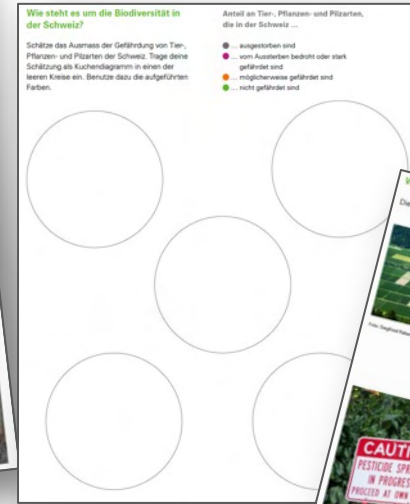 Wie steht es um die Biodiversität in
der Schweiz?
Schätze das Ausmass der Gefährdung von Tier-,
Pflanzen- und Pilzarten der Schweiz. Trage deine
Schätzung als Kuchendiagramm in einen der
leeren Kreise ein. Benutze dazu die aufgeführten
Farben.
Anteil an Tier-, Pflanzen- und Pilzarten,
die in der Schweiz ...
... ausgestorben sind
... vom Aussterben bedroht oder stark
gefährdet sind
... möglicherweise gefährdet sind
... nicht gefährdet sind
Die
Foto: Siegfried
CAUTI
PESTICIDE SPR
IN PROGRES
PROCEED AT OWN